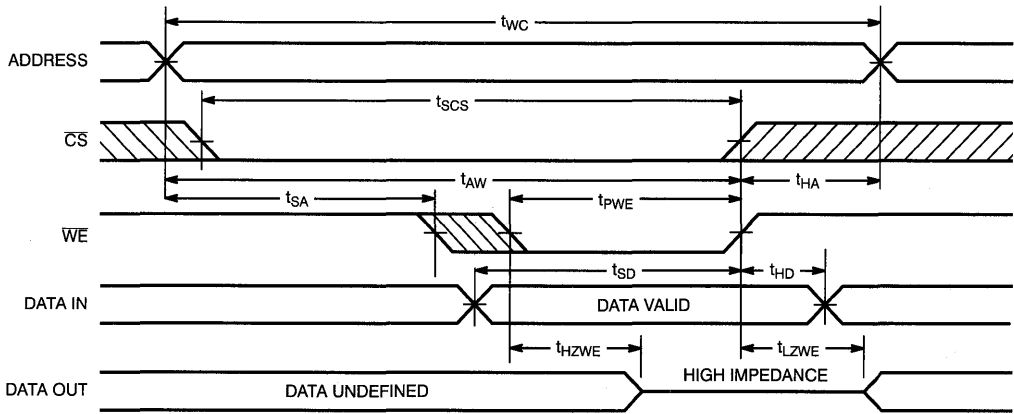 tWC
ADDRESS
tSCS
CS
tAW
tHA
tSA
tPWE
WE
tSD
tHD
DATA IN
DATA VALID
tHZWE
tLZWE
HIGH IMPEDANCE
DATA OUT
DATA UNDEFINED